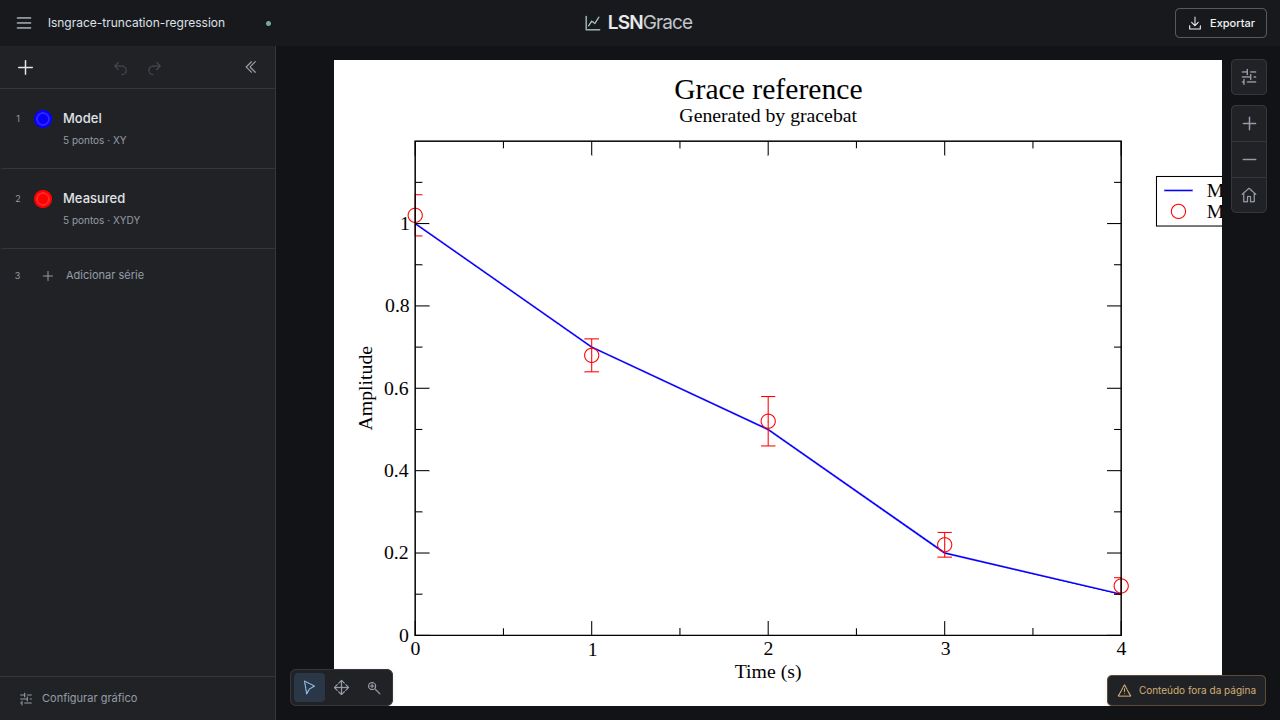 lsngrace-truncation-regression
LSNGrace
Exportar
1
Model
5 pontos · XY
2
Measured
5 pontos · XYDY
3
Adicionar série
Configurar gráfico
Grace reference
Generated by gracebat
M
M
1
0.8
0.6
0.4
0.2
0
Amplitude
0 1 2 3 4
Time (s)
Conteúdo fora da página